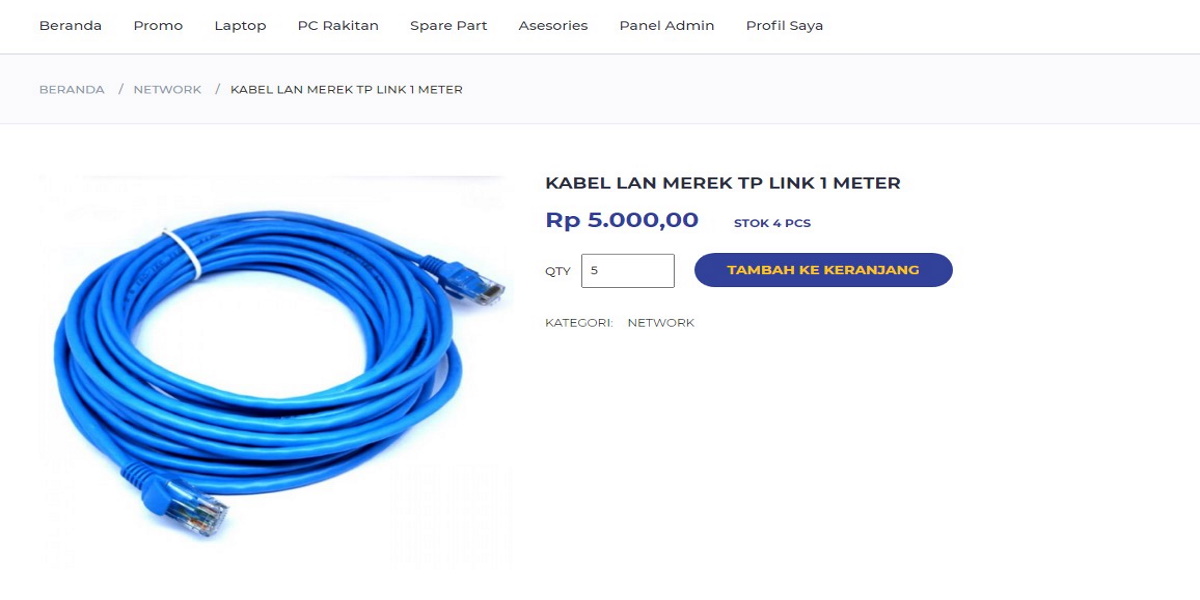 Beranda Promo Laptop PC Rakitan Spare Part Asesories Panel Admin Profil Saya
BERANDA / NETWORK / KABEL LAN MEREK TP LINK 1 METER
KABEL LAN MEREK TP LINK 1 METER
Rp 5.000,00 STOK 4 PCS
QTY 5 TAMBAH KE KERANJANG
KATEGORI: NETWORK